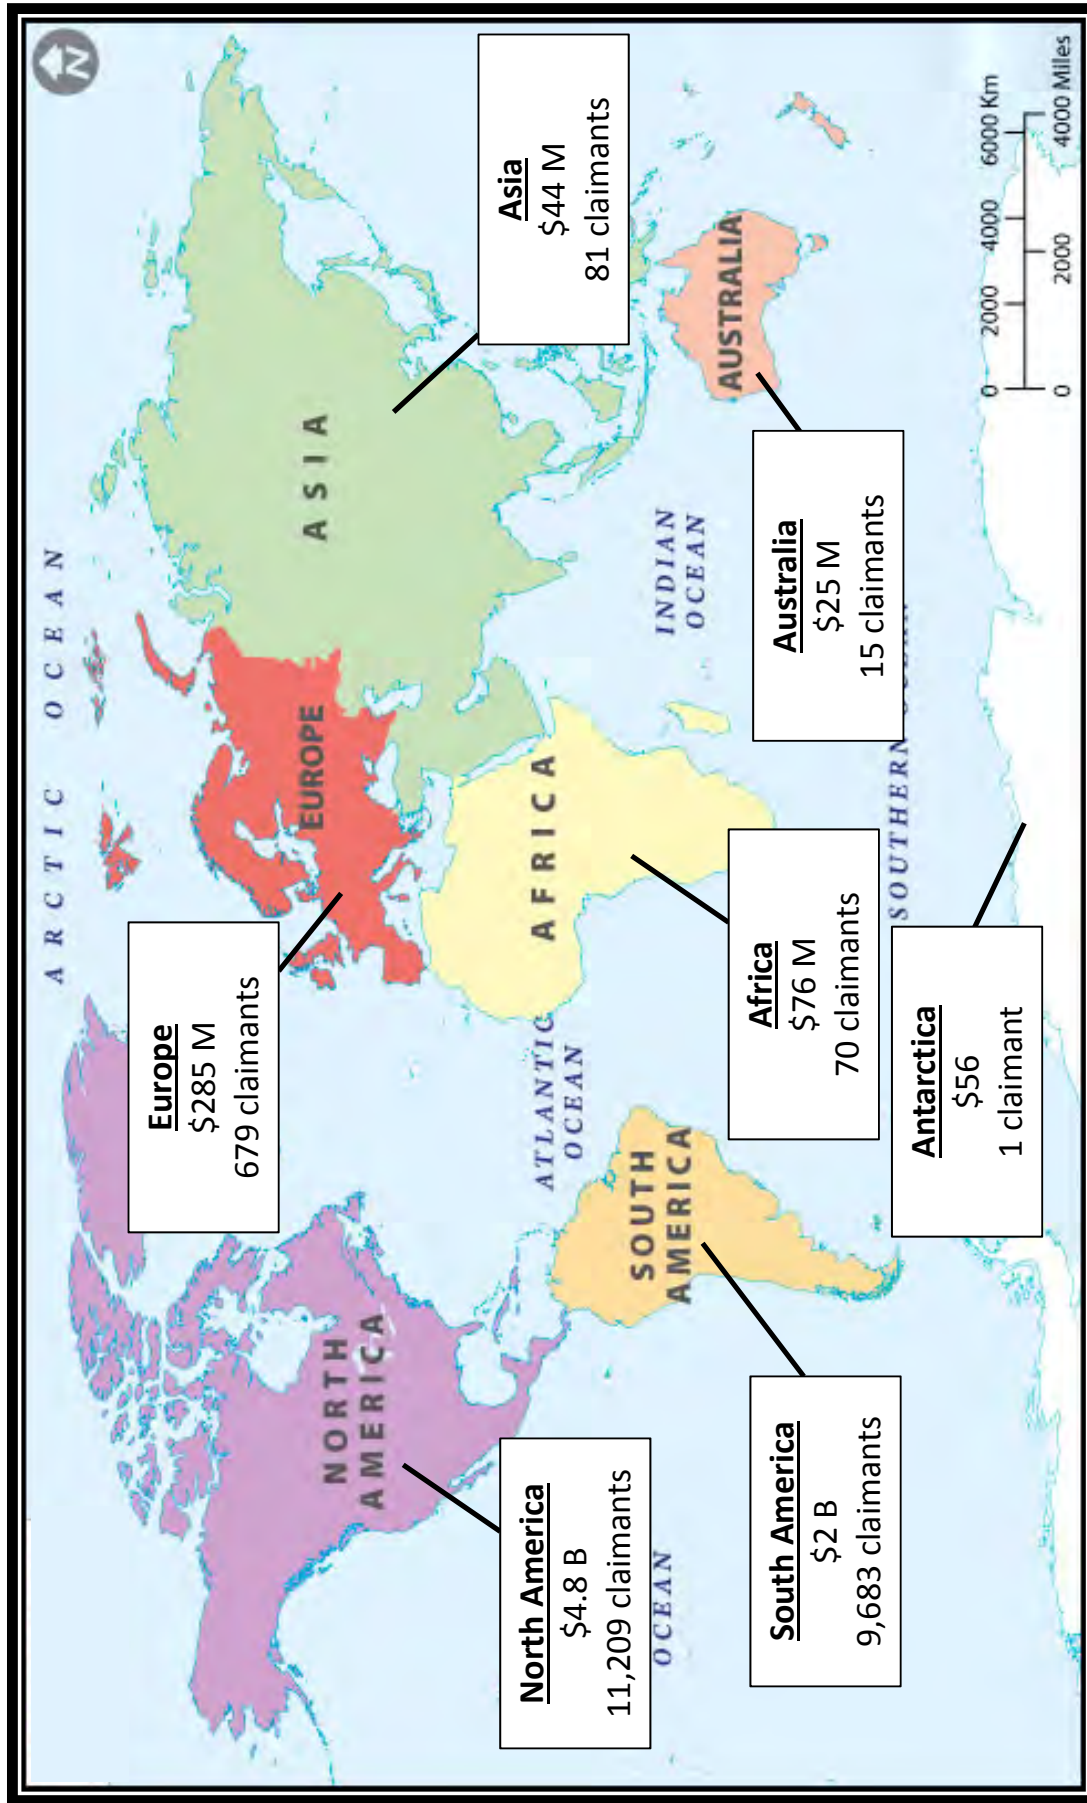 N
ARCTIC OCEAN
NORTH
AMERICA
EUROPE
ASIA
Europe
$285 M
679 claimants
Asia
$44 M
81 claimants
North America
$4.8 B
11,209 claimants
OCEAN
ATLANTIC
OCEAN
AFRICA
SOUTH
AMERICA
INDIAN
OCEAN
AUSTRALIA
South America
$2 B
9,683 claimants
Africa
$76 M
70 claimants
Australia
$25 M
15 claimants
SOUTHERN
Antarctica
$56
1 claimant
0 2000 4000 6000 Km
0 2000 4000 Miles